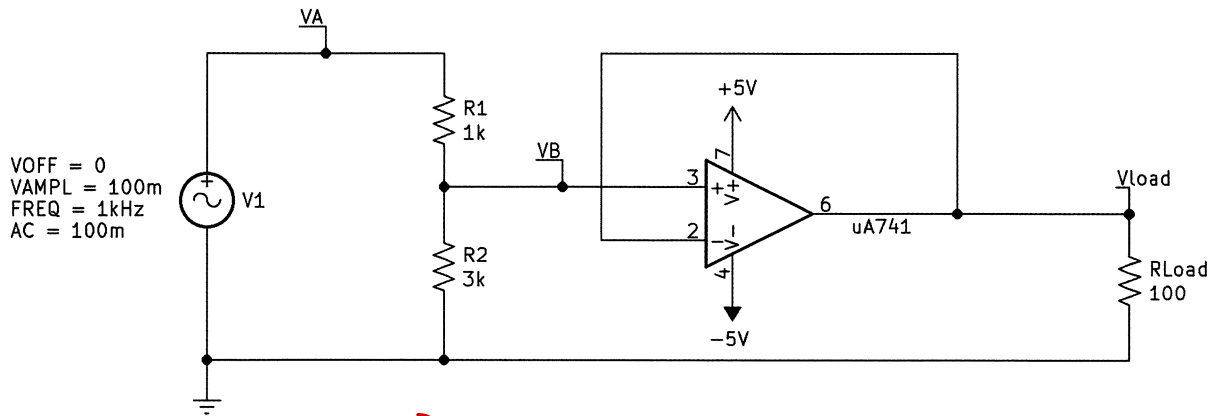 VA
R1
1k
+5V
VB
VOFF = 0
VAMPL = 100m
FREQ = 1kHz
AC = 100m
V1
7
3
+
V+
6
uA741
Vload
2
−
V−
4
R2
3k
RLoad
100
−5V
+